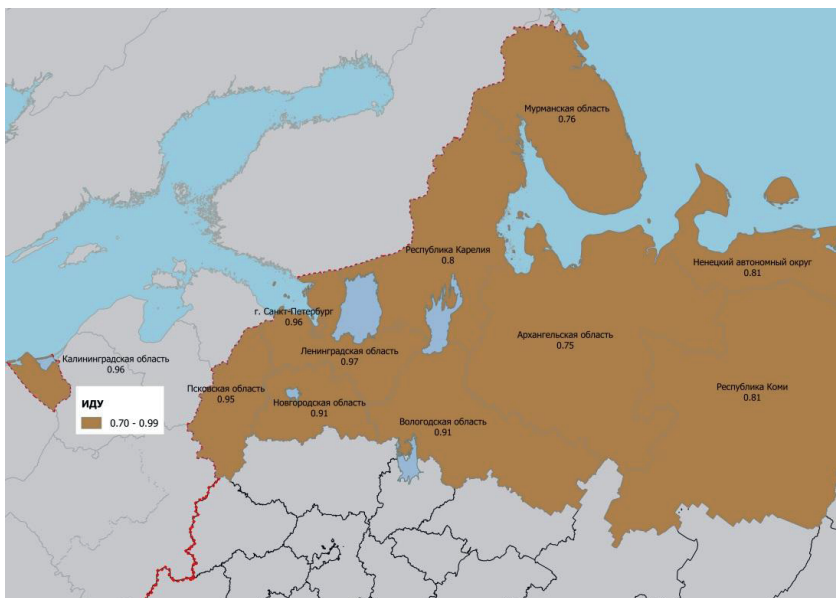 Мурманская область
0.76
Республика Карелия
0.8
Ненецкий автономный округ
0.81
г. Санкт-Петербург
0.96
Архангельская область
0.75
Ленинградская область
0.97
Калининградская область
0.96
Псковская область
0.95
Республика Коми
0.81
Новгородская область
0.91
Вологодская область
0.91
ИДУ
0.70 - 0.99